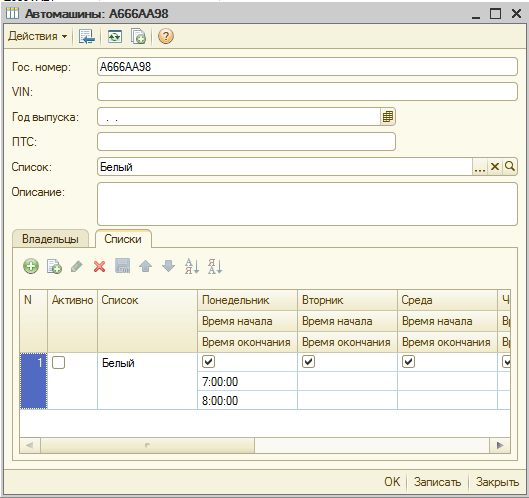 Автомашины: А666АА98
Действия
Гос. номер: А666АА98
VIN:
Год выпуска: . .
ПТС:
Список: Белый ... ×
Описание:
Владельцы Списки
N Активно Список Понедельник Вторник Среда Ч
Время начала Время начала Время начала Вр
Время окончания Время окончания Время окончания Вр
1 Белый
7:00:00
8:00:00
OK Записать Закрыть